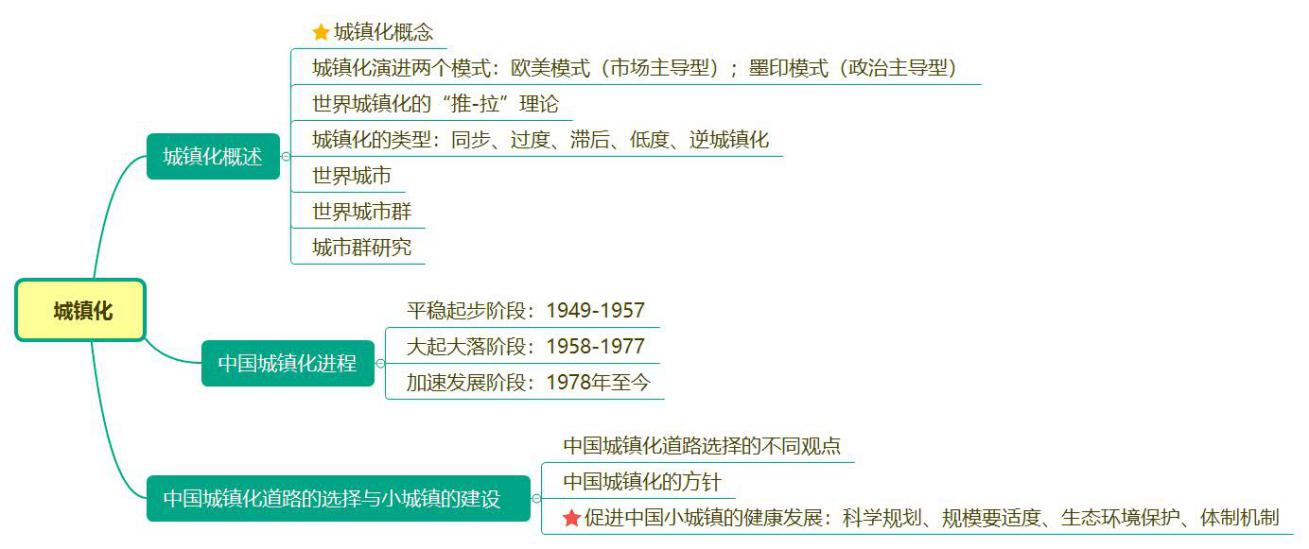 城镇化
城镇化概述
城镇化概念
城镇化演进两个模式：欧美模式（市场主导型）；墨印模式（政治主导型）
世界城镇化的“推-拉”理论
城镇化的类型：同步、过度、滞后、低度、逆城镇化
世界城市
世界城市群
城市群研究
中国城镇化进程
平稳起步阶段：1949-1957
大起大落阶段：1958-1977
加速发展阶段：1978年至今
中国城镇化道路的选择与小城镇的建设
中国城镇化道路选择的不同观点
中国城镇化的方针
促进中国小城镇的健康发展：科学规划、规模要适度、生态环境保护、体制机制